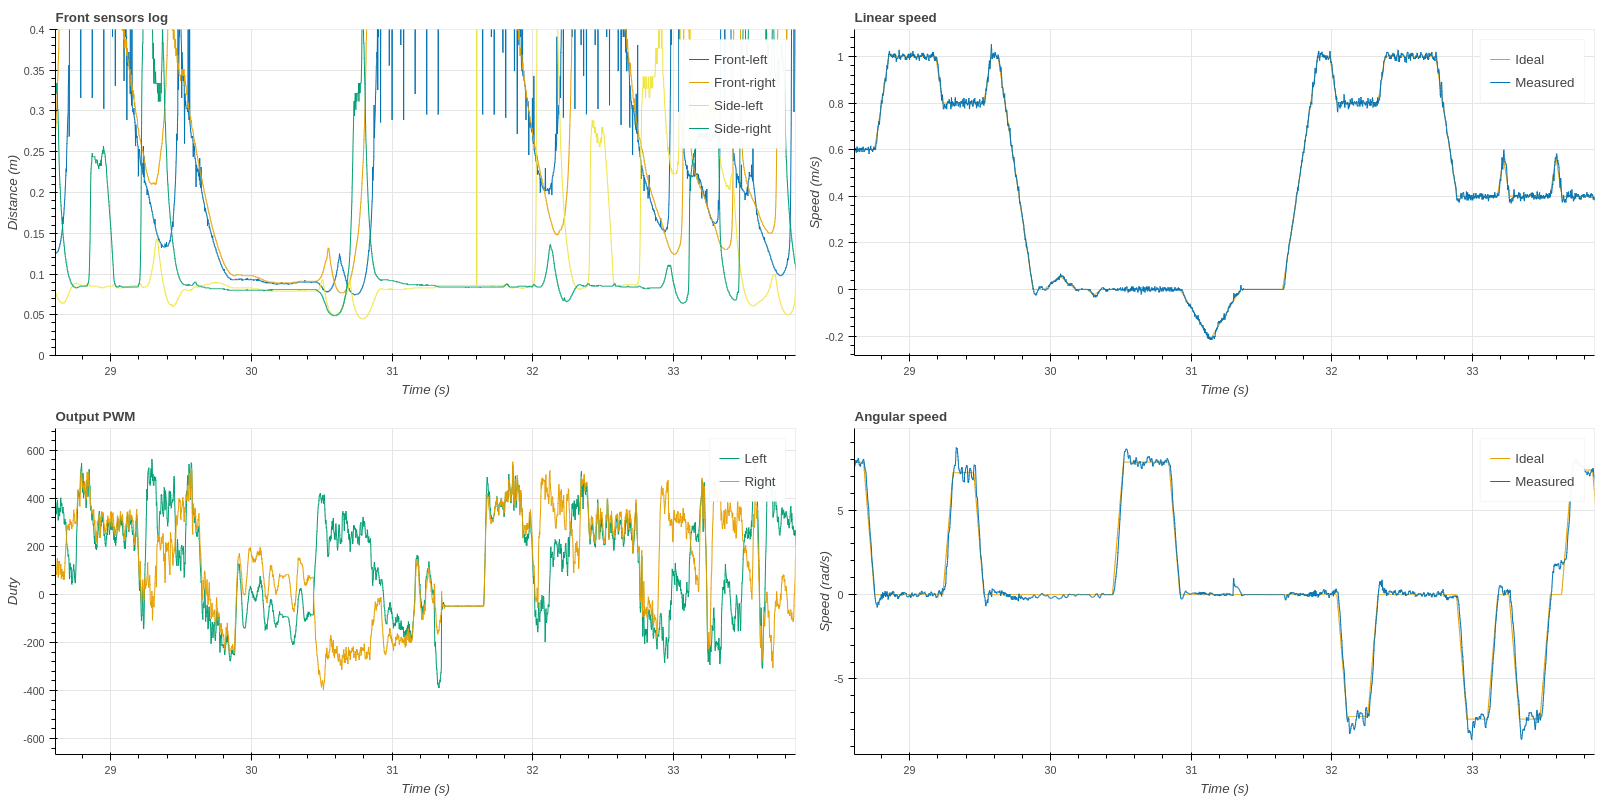 Front sensors log
0.4
0.35
0.3
0.25
0.2
0.15
0.1
0.05
0
Distance (m)
Front-left
Front-right
Side-left
Side-right
29
30
31
32
33
Time (s)
Linear speed
1
0.8
0.6
0.4
0.2
0
-0.2
Speed (m/s)
Ideal
Measured
29
30
31
32
33
Time (s)
Output PWM
600
400
200
0
-200
-400
-600
Duty
Left
Right
29
30
31
32
33
Time (s)
Angular speed
5
0
-5
Speed (rad/s)
Ideal
Measured
29
30
31
32
33
Time (s)